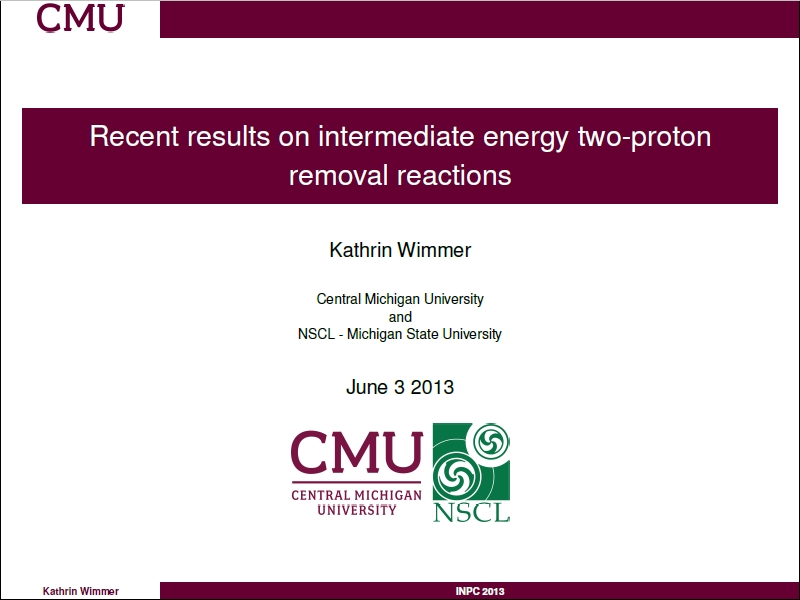 CMU
Recent results on intermediate energy two-proton
removal reactions
Kathrin Wimmer
Central Michigan University
and
NSCL - Michigan State University
June 3 2013
CMU
CENTRAL MICHIGAN
UNIVERSITY
NSCL
Kathrin Wimmer
INPC 2013